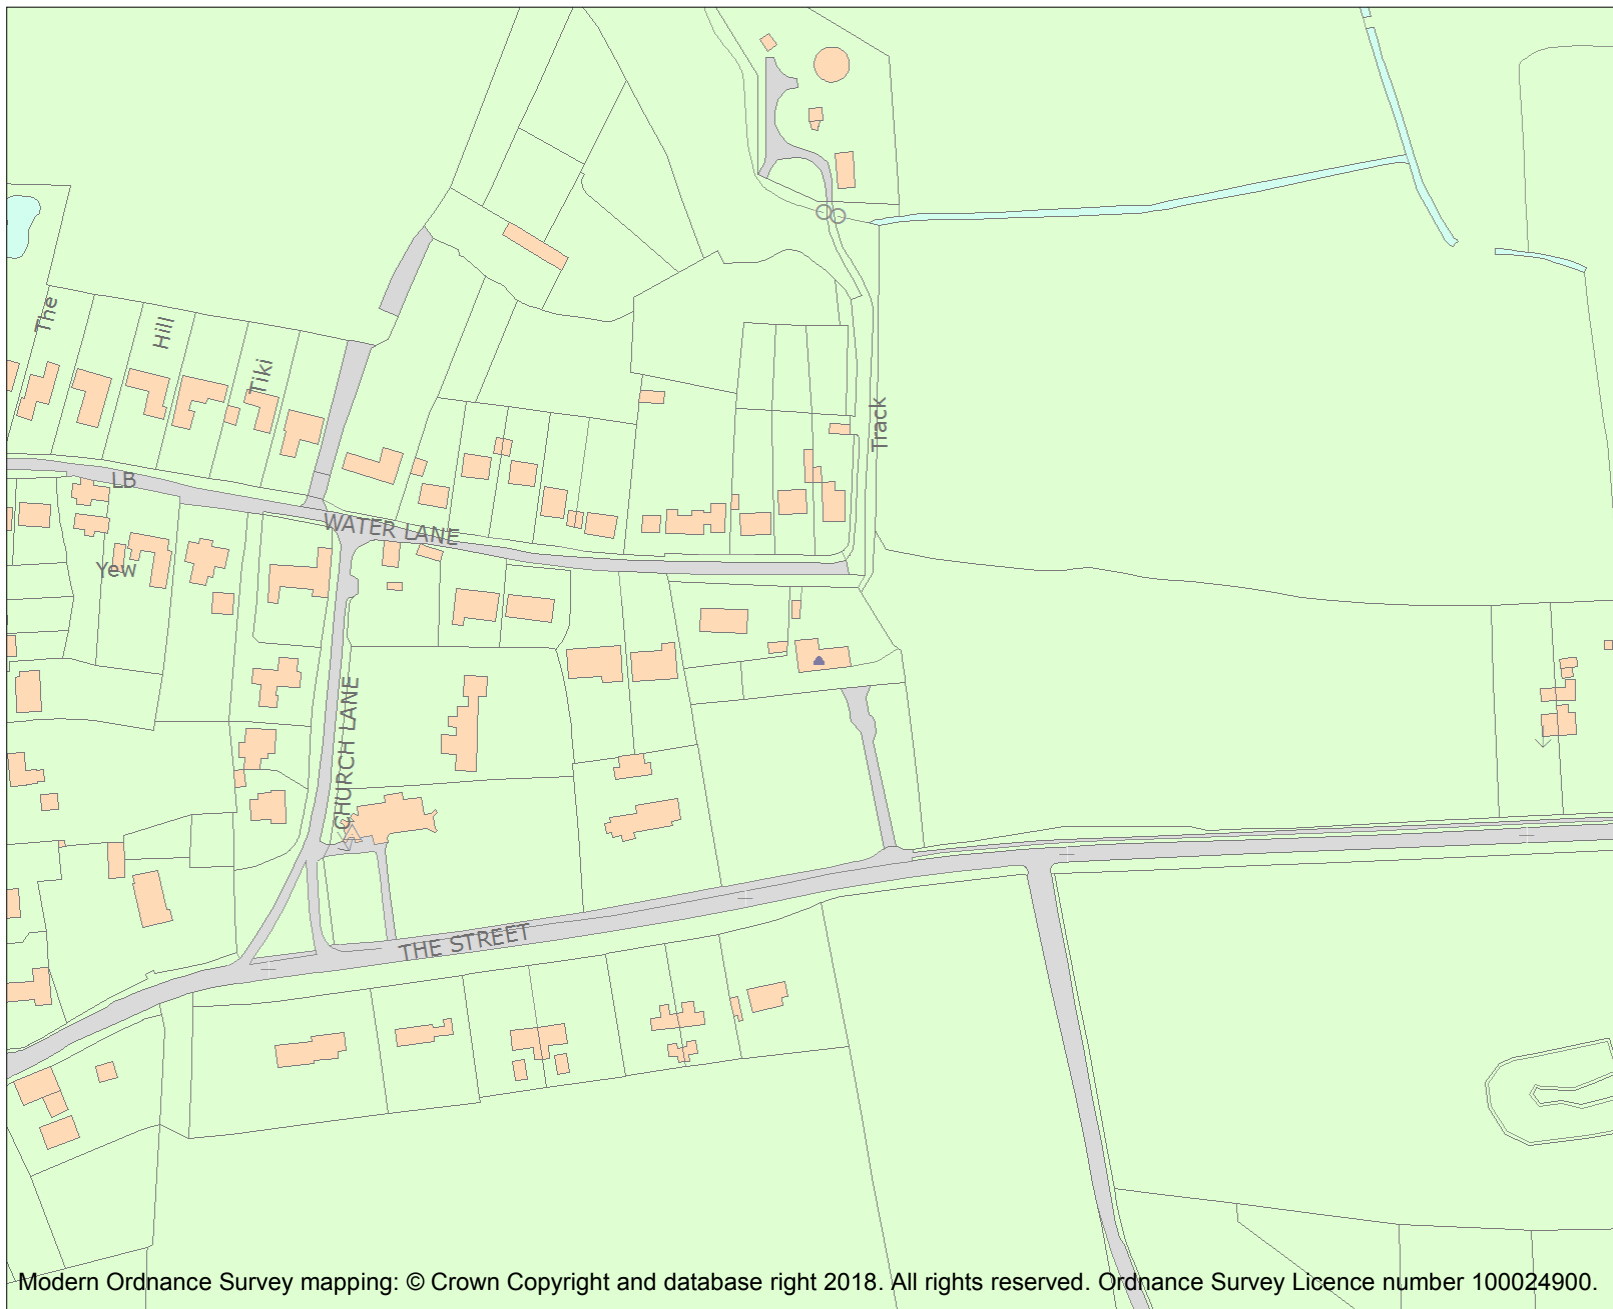 The
Hill
Tiki
Track
LB
WATER LANE
Yew
CHURCH LANE
THE STREET
Modern Ordnance Survey mapping: © Crown Copyright and database right 2018. All rights reserved. Ordnance Survey Licence number 100024900.